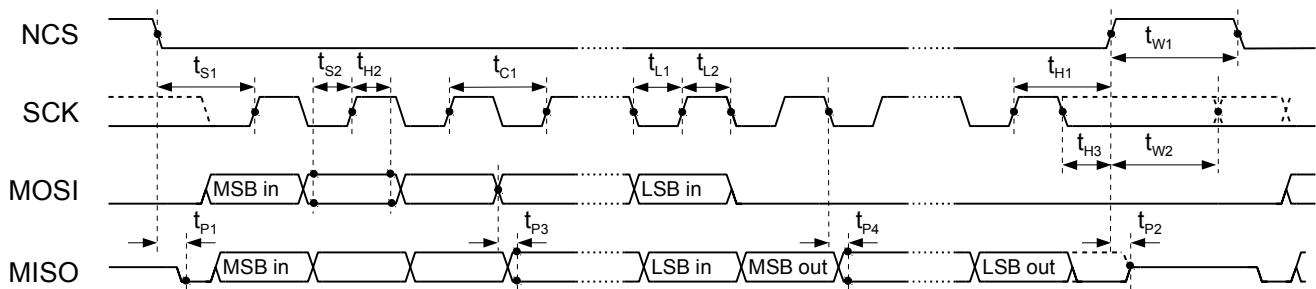 NCS
t_W1
t_S1 t_S2 t_H2 t_C1 t_L1 t_L2 t_H1
SCK
t_H3 t_W2
MOSI MSB in LSB in
t_P1 t_P3 t_P4 t_P2
MISO MSB in LSB in MSB out LSB out